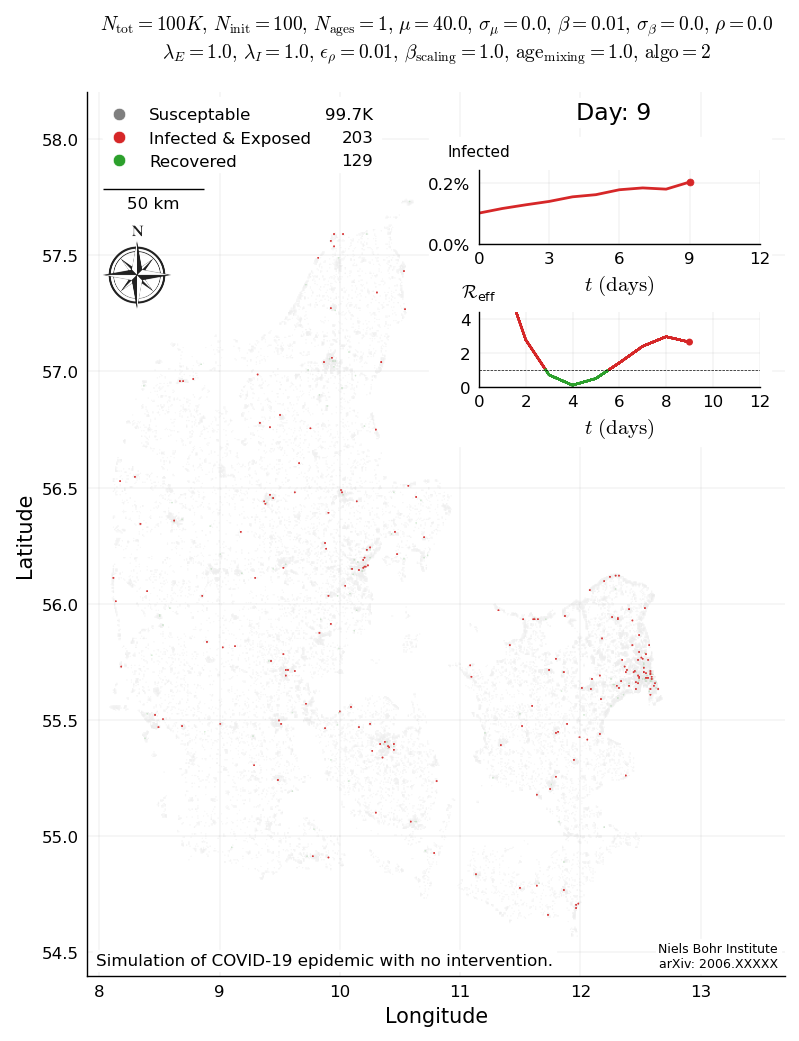 N_tot = 100K, N_init = 100, N_ages = 1, μ = 40.0, σ_μ = 0.0, β = 0.01, σ_β = 0.0, ρ = 0.0
λ_E = 1.0, λ_I = 1.0, ϵ_ρ = 0.01, β_scaling = 1.0, age_mixing = 1.0, algo = 2
Susceptable 99.7K
Infected & Exposed 203
Recovered 129
50 km
N
Day: 9
Infected
0.2%
0.0%
0 3 6 9 12
t (days)
R_eff
4
2
0
0 2 4 6 8 10 12
t (days)
58.0
57.5
57.0
56.5
56.0
55.5
55.0
54.5
Latitude
Simulation of COVID-19 epidemic with no intervention.
Niels Bohr Institute
arXiv: 2006.XXXXX
8 9 10 11 12 13
Longitude